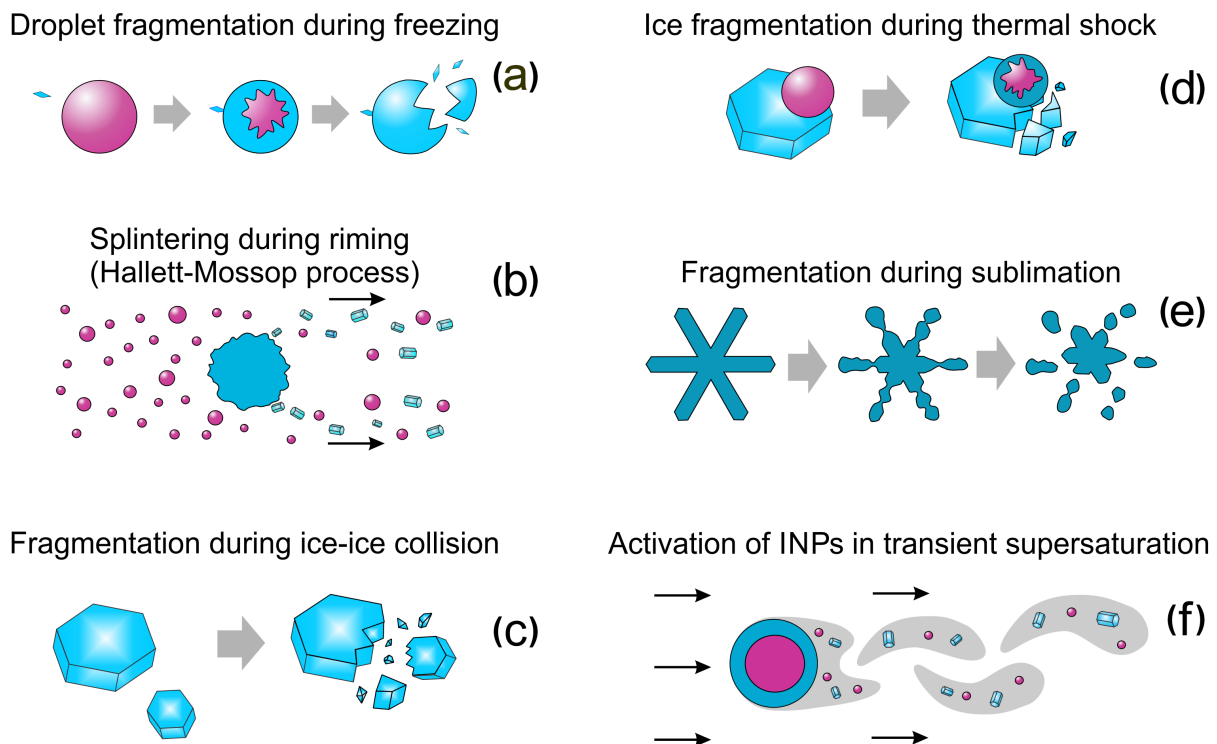 Droplet fragmentation during freezing
(a)
Ice fragmentation during thermal shock
(d)
Splintering during riming
(Hallett-Mossop process)
(b)
Fragmentation during sublimation
(e)
Fragmentation during ice-ice collision
(c)
Activation of INPs in transient supersaturation
(f)